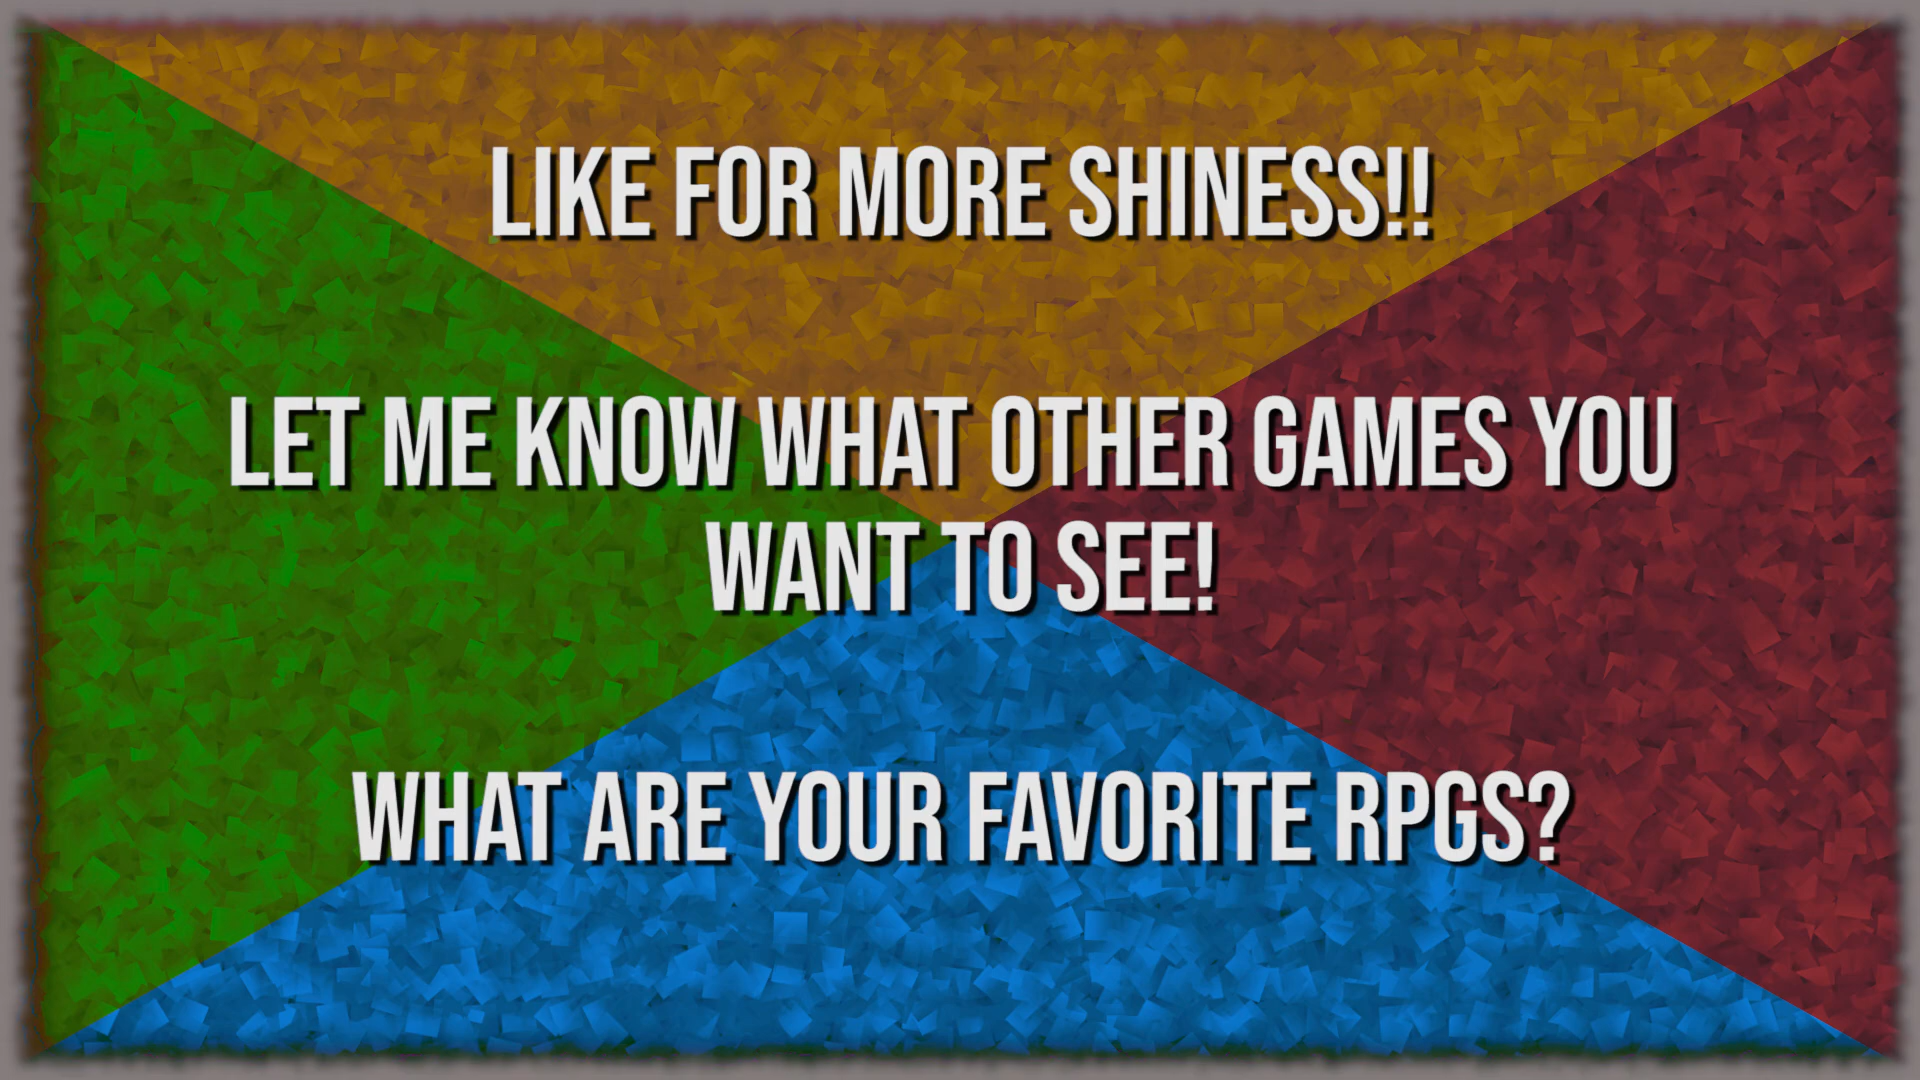 LIKE FOR MORE SHINESS!!
LET ME KNOW WHAT OTHER GAMES YOU
WANT TO SEE!
WHAT ARE YOUR FAVORITE RPGS?